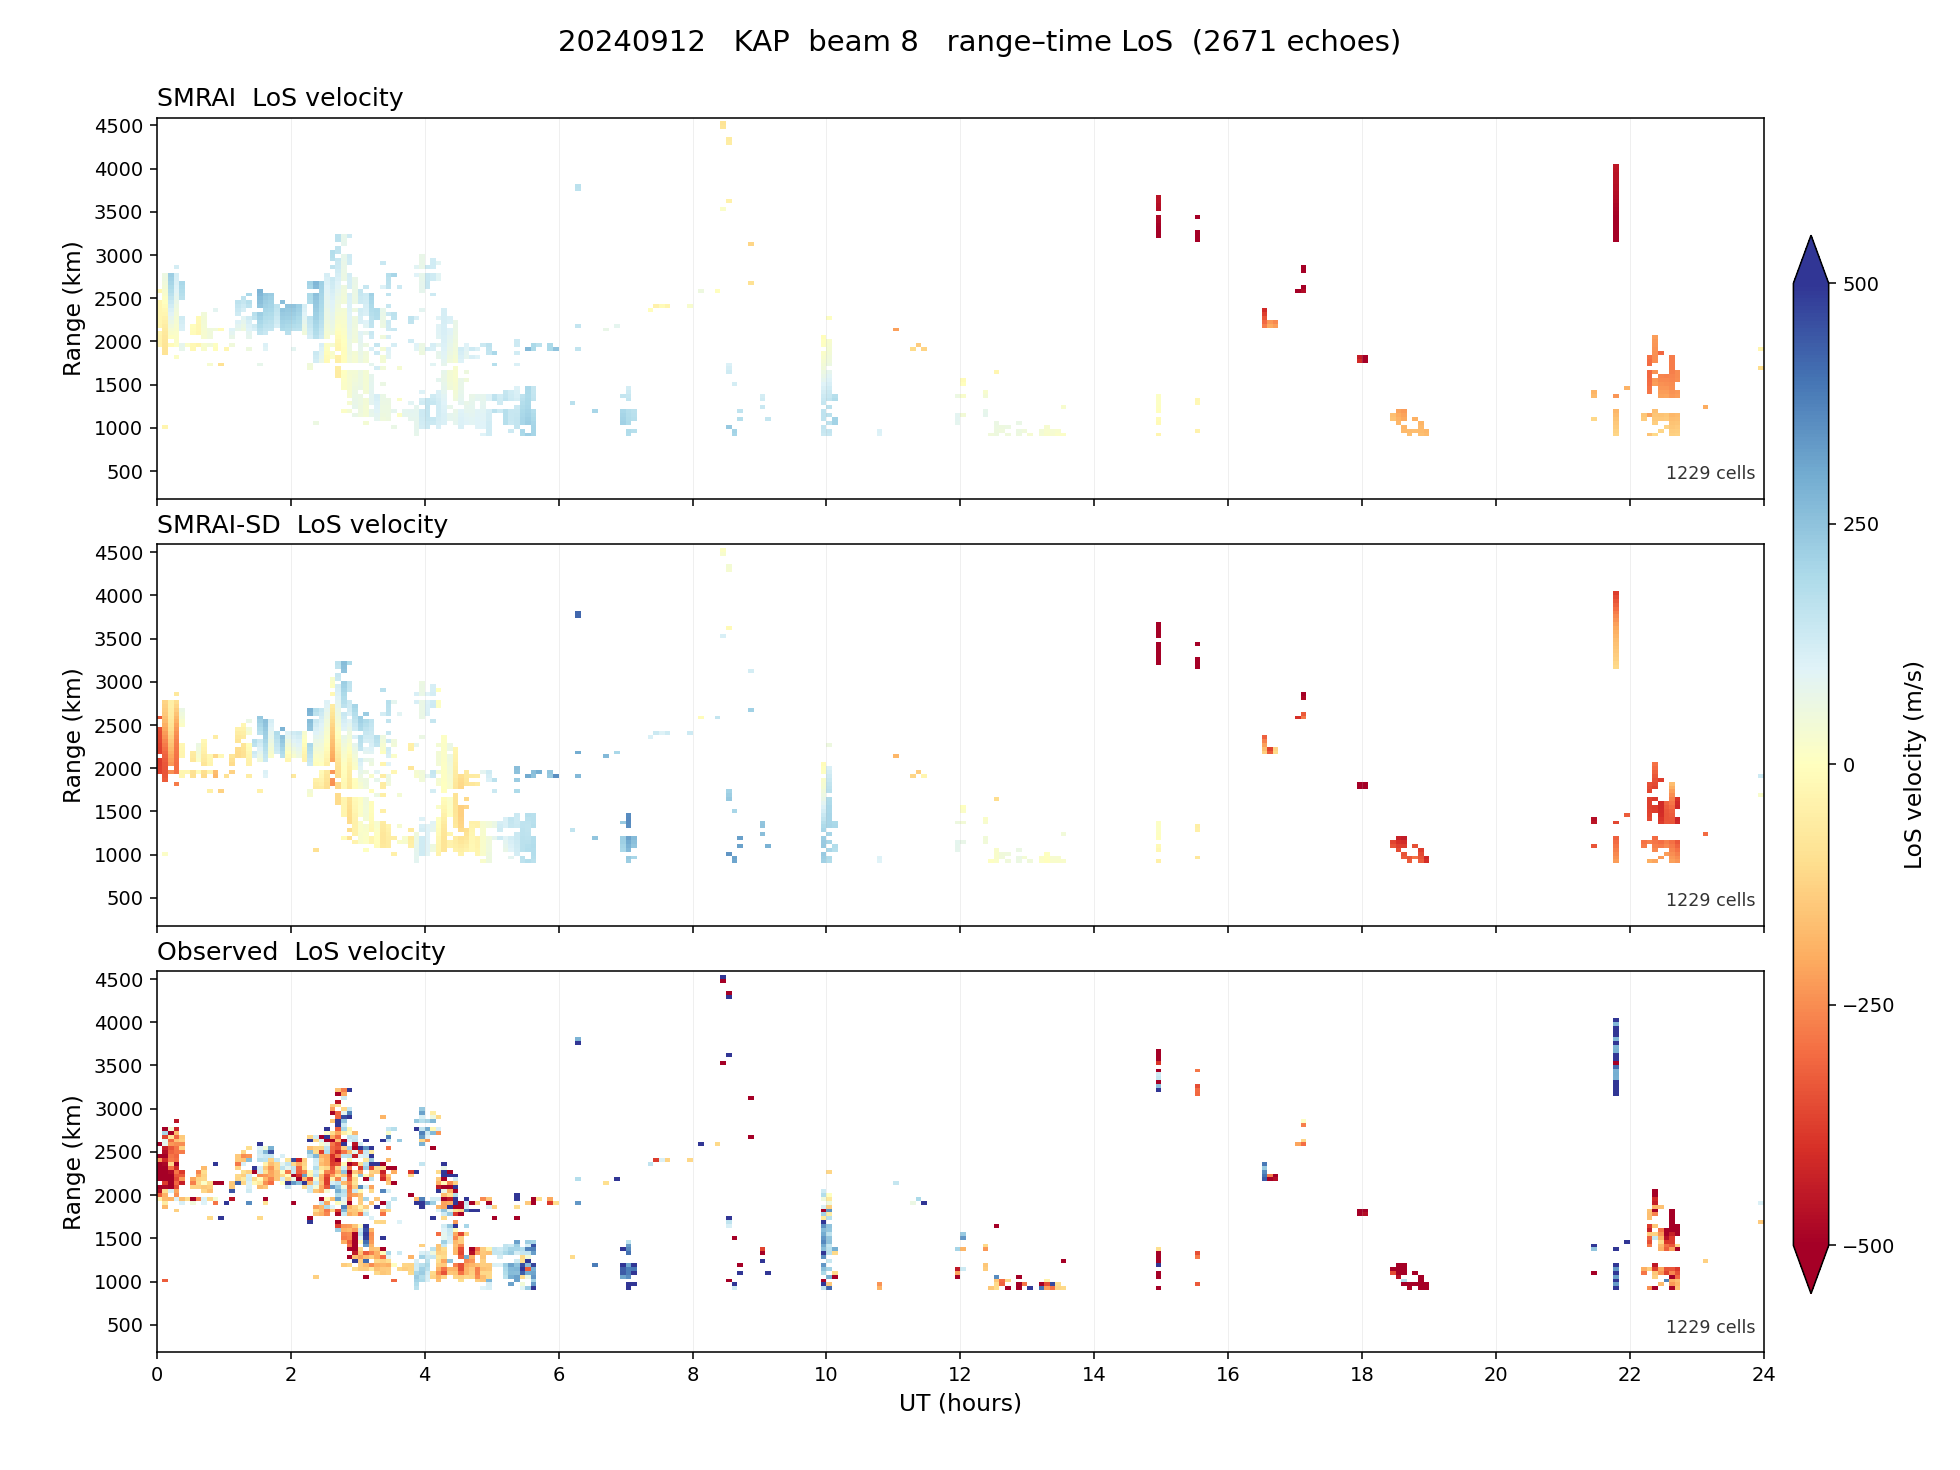 20240912   KAP  beam 8   range–time LoS  (2671 echoes)
SMRAI  LoS velocity
4500
4000
3500
3000
2500
2000
1500
1000
500
Range (km)
1229 cells
SMRAI-SD  LoS velocity
4500
4000
3500
3000
2500
2000
1500
1000
500
Range (km)
1229 cells
Observed  LoS velocity
4500
4000
3500
3000
2500
2000
1500
1000
500
Range (km)
1229 cells
0 2 4 6 8 10 12 14 16 18 20 22 24
UT (hours)
500
250
0
−250
−500
LoS velocity (m/s)